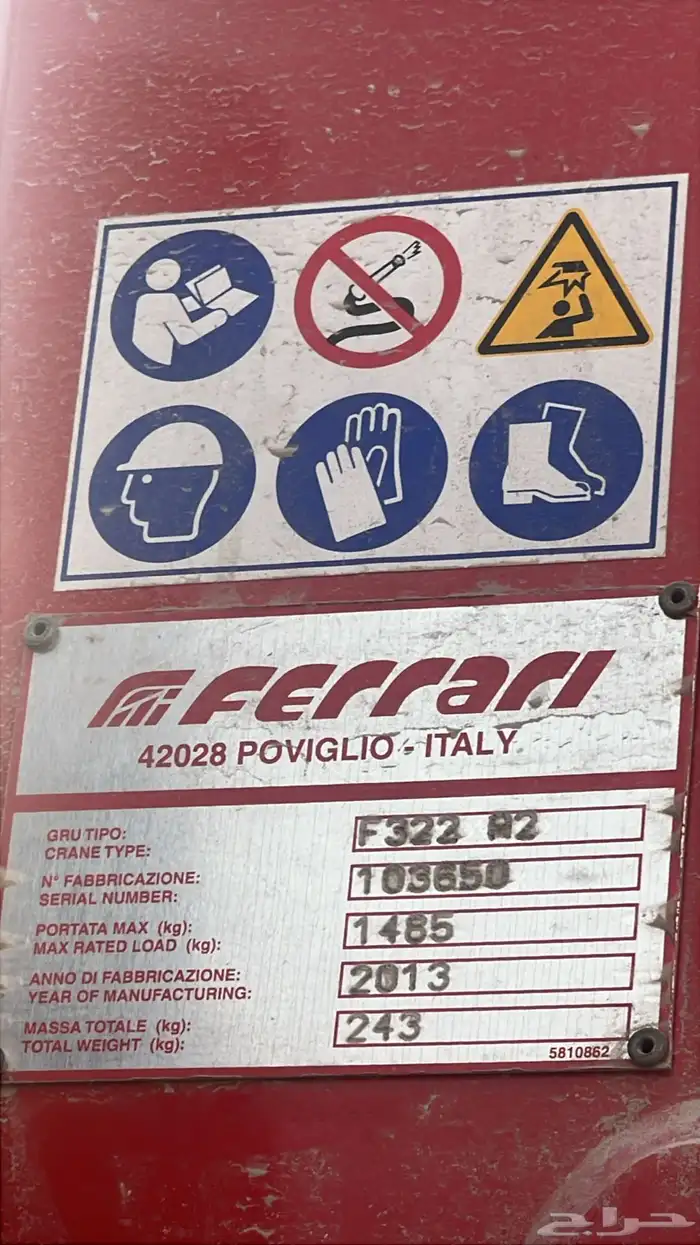 Ferrari
42028 POVIGLIO - ITALY
GRU TIPO:
CRANE TYPE:
F322 M2
N° FABBRICAZIONE:
SERIAL NUMBER:
103650
PORTATA MAX (kg):
MAX RATED LOAD (kg):
1485
ANNO DI FABBRICAZIONE:
YEAR OF MANUFACTURING:
2013
MASSA TOTALE (kg):
TOTAL WEIGHT (kg):
243
5810862
حراج